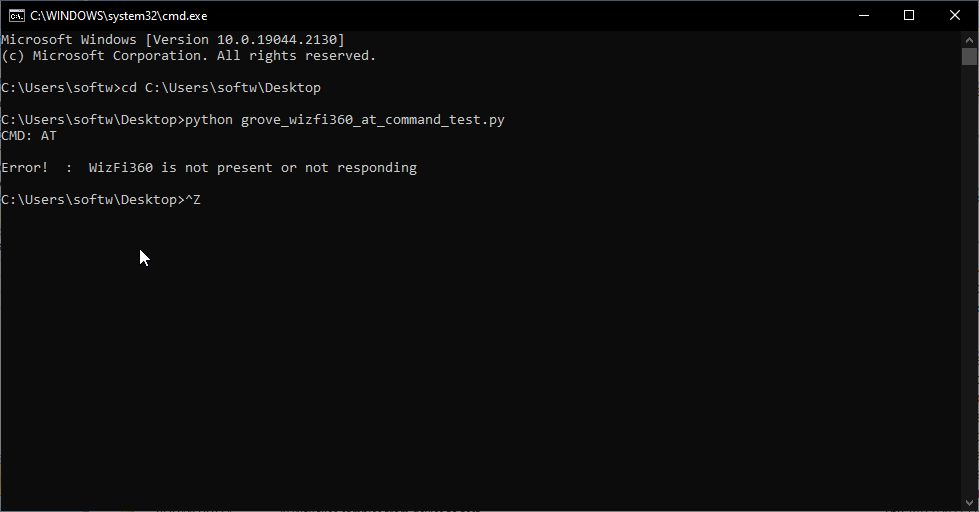 C:\WINDOWS\system32\cmd.exe
Microsoft Windows [Version 10.0.19044.2130]
(c) Microsoft Corporation. All rights reserved.
C:\Users\softw>cd C:\Users\softw\Desktop
C:\Users\softw\Desktop>python grove_wizfi360_at_command_test.py
CMD: AT
Error!  :  WizFi360 is not present or not responding
C:\Users\softw\Desktop>^Z